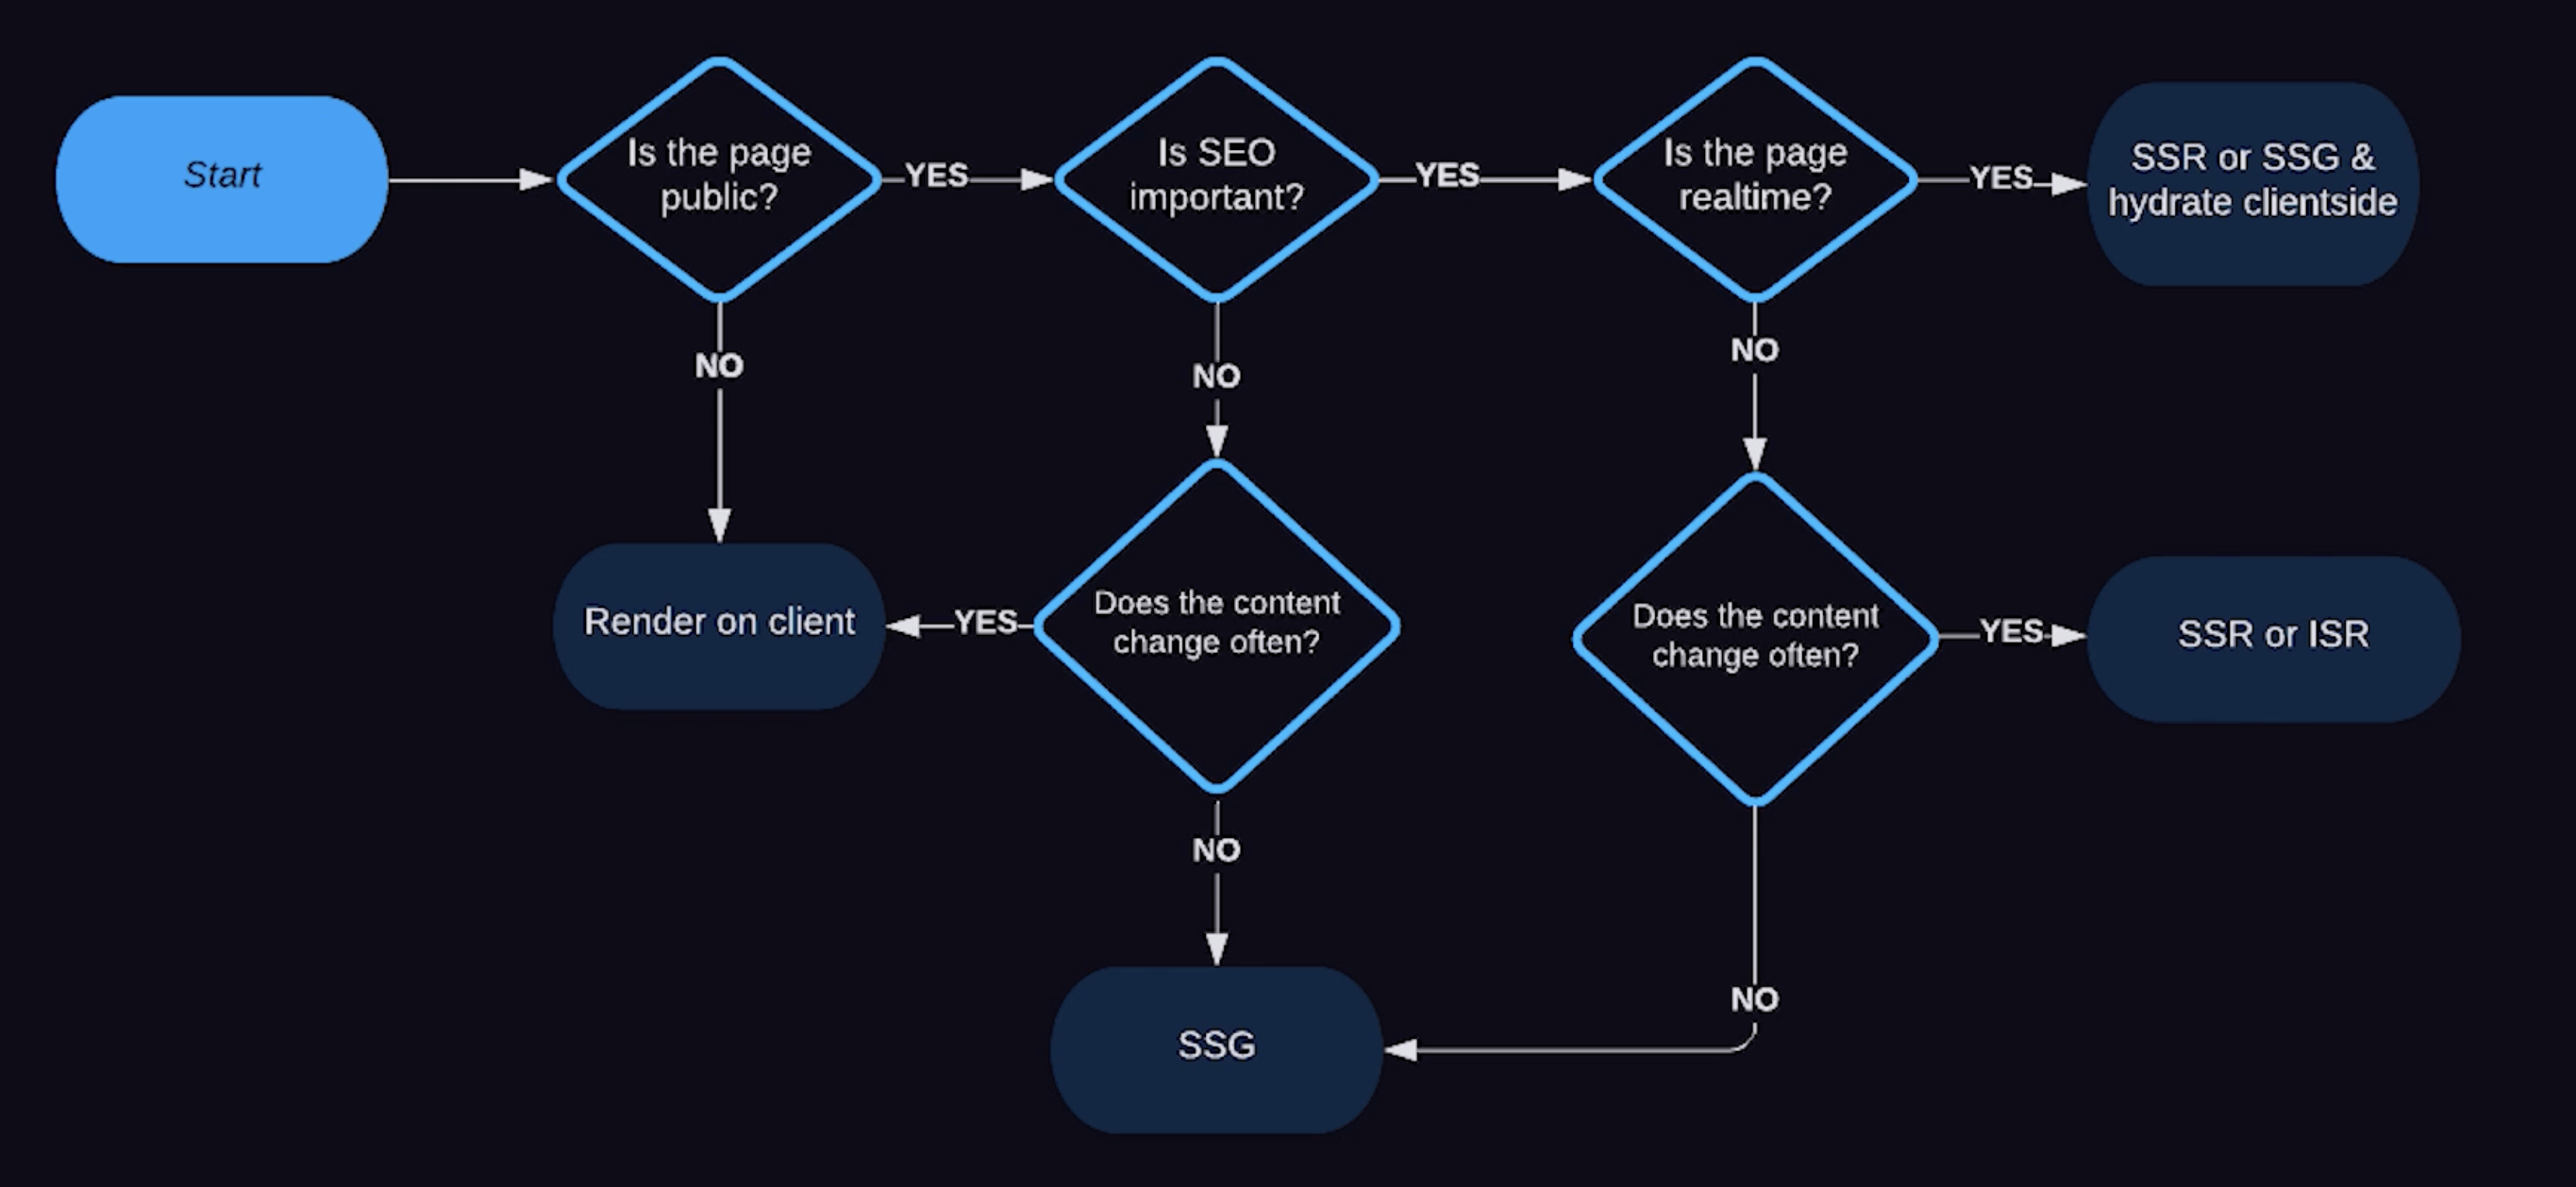 Start
Is the page
public?
YES
Is SEO
important?
YES
Is the page
realtime?
YES
SSR or SSG &
hydrate clientside
NO
NO
NO
Render on client
YES
Does the content
change often?
Does the content
change often?
YES
SSR or ISR
NO
NO
SSG